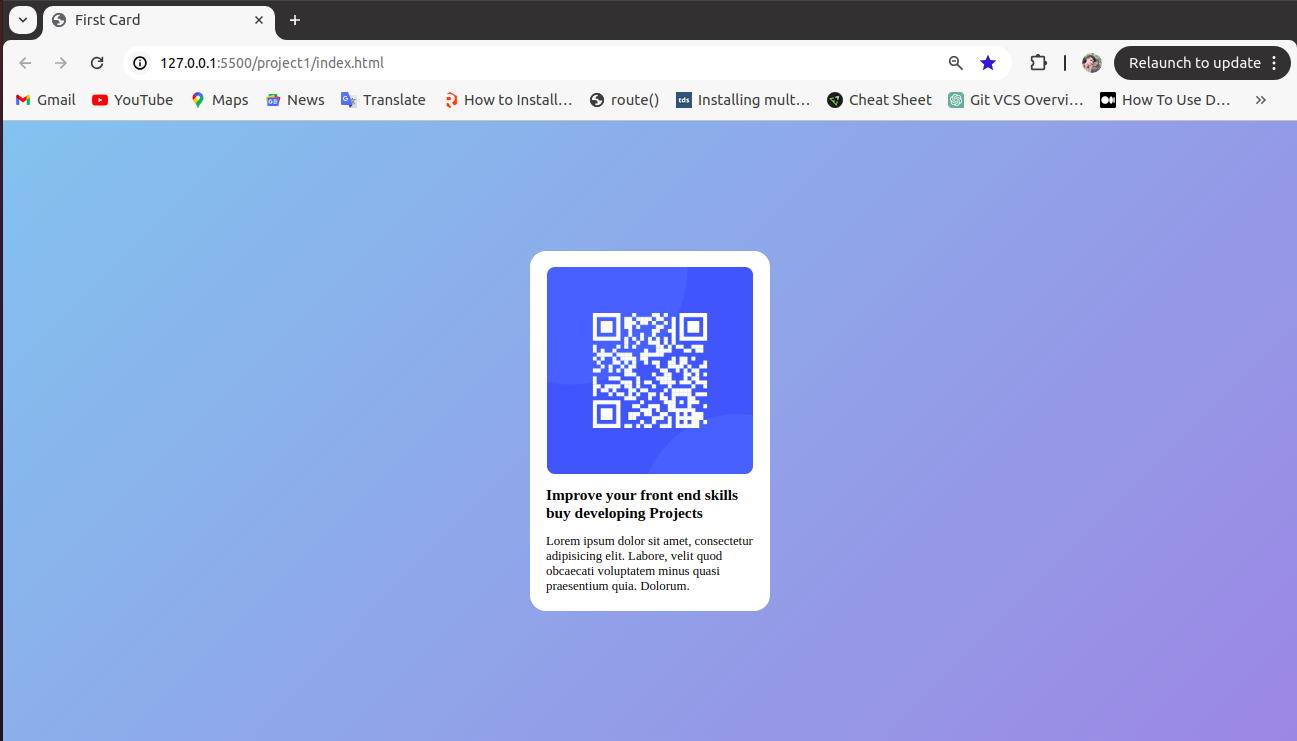 First Card
127.0.0.1:5500/project1/index.html
Relaunch to update
Gmail YouTube Maps News Translate How to Install… route() Installing mult… Cheat Sheet Git VCS Overvi… How To Use D…
Improve your front end skills
buy developing Projects
Lorem ipsum dolor sit amet, consectetur
adipisicing elit. Labore, velit quod
obcaecati voluptatem minus quasi
praesentium quia. Dolorum.